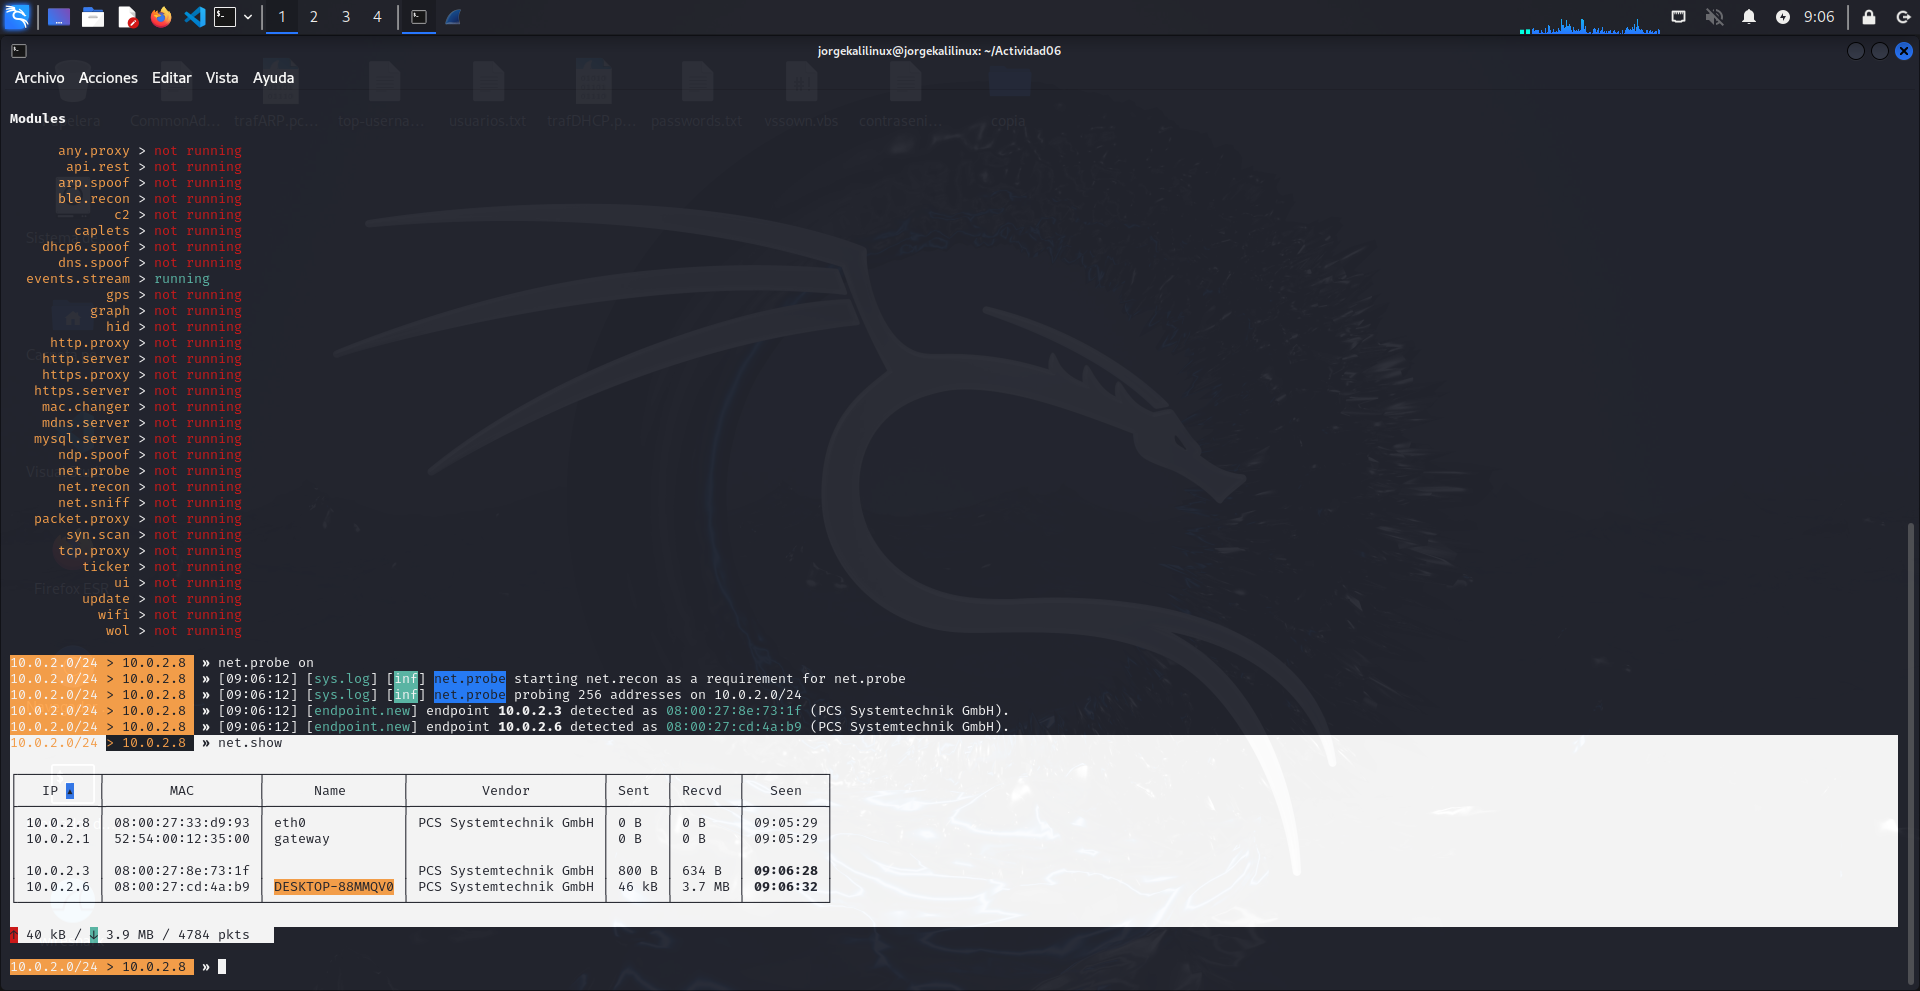 1 2 3 4 9:06
jorgekalilinux@jorgekalilinux: ~/Actividad06
Archivo Acciones Editar Vista Ayuda
CommonAd... trafARP.pc... top-userna... usuarios.txt trafDHCP.p... passwords.txt vssown.vbs contraseni... copia
Modules
any.proxy > not running
api.rest > not running
arp.spoof > not running
ble.recon > not running
c2 > not running
caplets > not running
dhcp6.spoof > not running
dns.spoof > not running
events.stream > running
gps > not running
graph > not running
hid > not running
http.proxy > not running
http.server > not running
https.proxy > not running
https.server > not running
mac.changer > not running
mdns.server > not running
mysql.server > not running
ndp.spoof > not running
net.probe > not running
net.recon > not running
net.sniff > not running
packet.proxy > not running
syn.scan > not running
tcp.proxy > not running
ticker > not running
Firefox ESR
ui > not running
update > not running
wifi > not running
wol > not running
10.0.2.0/24 > 10.0.2.8 » net.probe on
10.0.2.0/24 > 10.0.2.8 » [09:06:12] [sys.log] [inf] net.probe starting net.recon as a requirement for net.probe
10.0.2.0/24 > 10.0.2.8 » [09:06:12] [sys.log] [inf] net.probe probing 256 addresses on 10.0.2.0/24
10.0.2.0/24 > 10.0.2.8 » [09:06:12] [endpoint.new] endpoint 10.0.2.3 detected as 08:00:27:8e:73:1f (PCS Systemtechnik GmbH).
10.0.2.0/24 > 10.0.2.8 » [09:06:12] [endpoint.new] endpoint 10.0.2.6 detected as 08:00:27:cd:4a:b9 (PCS Systemtechnik GmbH).
10.0.2.0/24 > 10.0.2.8 » net.show
IP ▴ MAC Name Vendor Sent Recvd Seen
10.0.2.8 08:00:27:33:d9:93 eth0 PCS Systemtechnik GmbH 0 B 0 B 09:05:29
10.0.2.1 52:54:00:12:35:00 gateway 0 B 0 B 09:05:29
10.0.2.3 08:00:27:8e:73:1f PCS Systemtechnik GmbH 800 B 634 B 09:06:28
10.0.2.6 08:00:27:cd:4a:b9 DESKTOP-88MMQV0 PCS Systemtechnik GmbH 46 kB 3.7 MB 09:06:32
↑ 40 kB / ↓ 3.9 MB / 4784 pkts
10.0.2.0/24 > 10.0.2.8 »